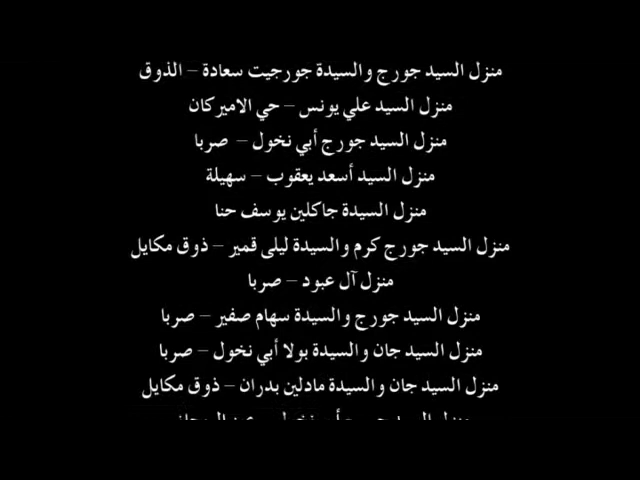 منزل السيد جورج والسيدة جورجيت سعادة – الذوق
منزل السيد علي يونس – حي الاميركان
منزل السيد جورج أبي نخول – صربا
منزل السيد أسعد يعقوب – سهيلة
منزل السيدة جاكلين يوسف حنا
منزل السيد جورج كرم والسيدة ليلى قمير – ذوق مكايل
منزل آل عبود – صربا
منزل السيد جورج والسيدة سهام صفير – صربا
منزل السيد جان والسيدة بولا أبي نخول – صربا
منزل السيد جان والسيدة مادلين بدران – ذوق مكايل
منزل السيد